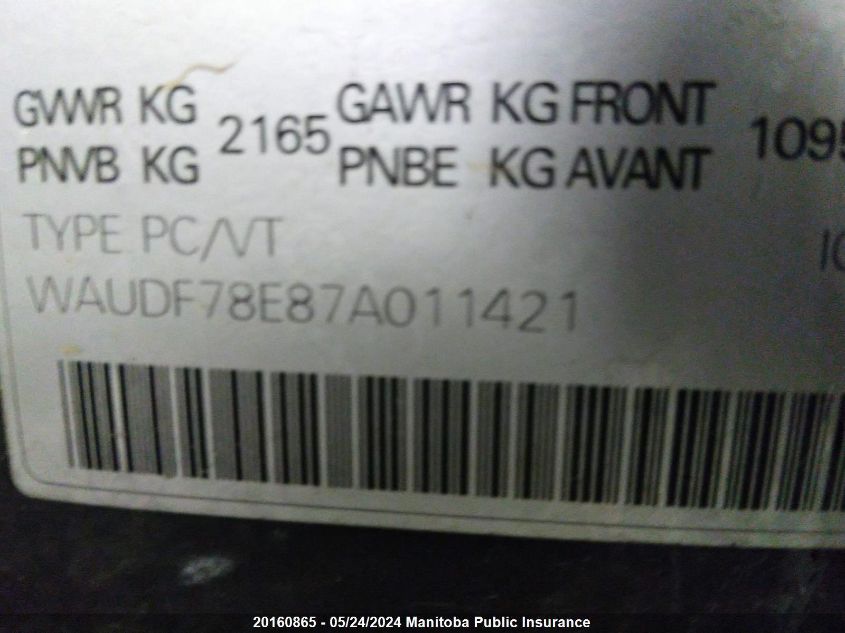 GVWR KG 2165 GAWR KG FRONT 1095
PNVB KG PNBE KG AVANT
TYPE PC/VT
WAUDF78E87A011421
20160865 - 05/24/2024 Manitoba Public Insurance